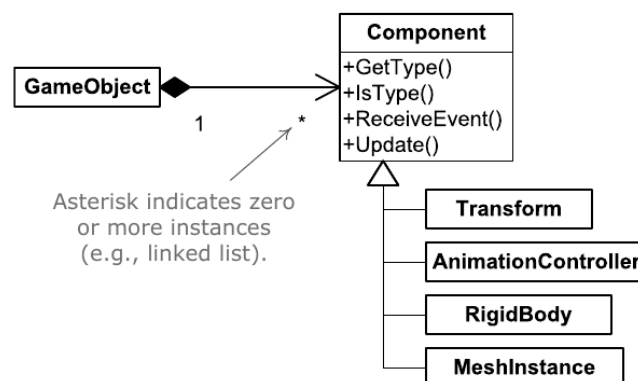 Component
+GetType()
+IsType()
+ReceiveEvent()
+Update()
GameObject
1
*
Asterisk indicates zero
or more instances
(e.g., linked list).
Transform
AnimationController
RigidBody
MeshInstance